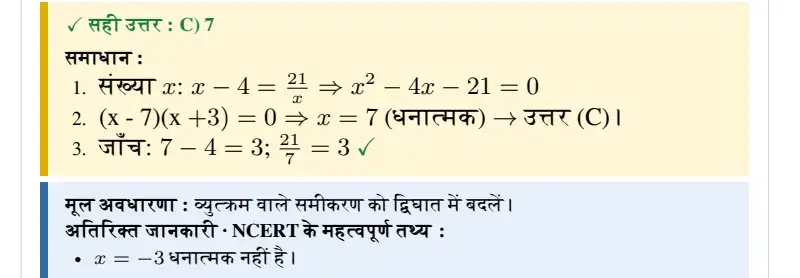 ✓ सही उत्तर : C) 7
समाधान :
1. संख्या x: x − 4 = 21/x ⇒ x² − 4x − 21 = 0
2. (x - 7)(x +3) = 0 ⇒ x = 7 (धनात्मक) → उत्तर (C)।
3. जाँच: 7 − 4 = 3; 21/7 = 3 ✓
मूल अवधारणा : व्युत्क्रम वाले समीकरण को द्विघात में बदलें।
अतिरिक्त जानकारी · NCERT के महत्वपूर्ण तथ्य :
• x = −3 धनात्मक नहीं है।